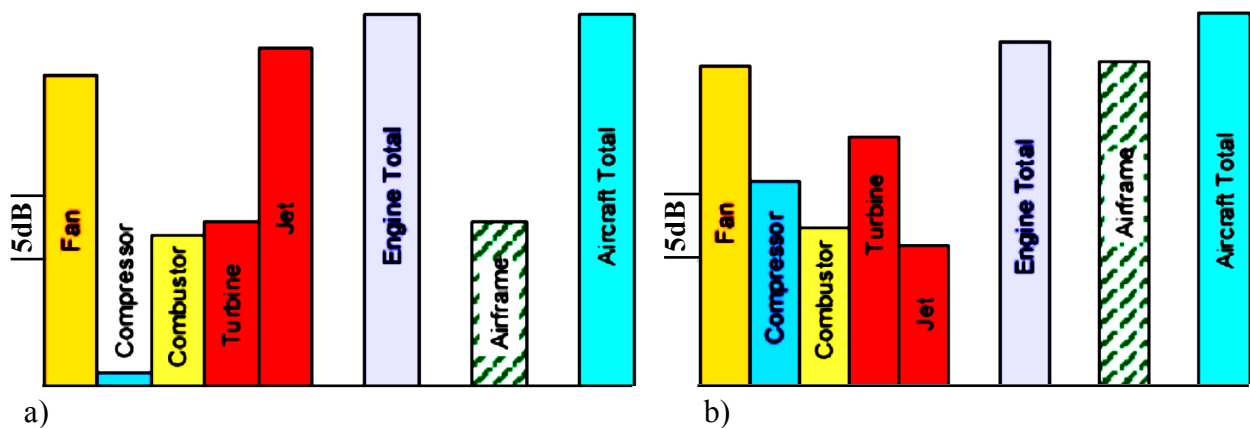 5dB
Fan
Compressor
Combustor
Turbine
Jet
Engine Total
Airframe
Aircraft Total
a)
5dB
Fan
Compressor
Combustor
Turbine
Jet
Engine Total
Airframe
Aircraft Total
b)